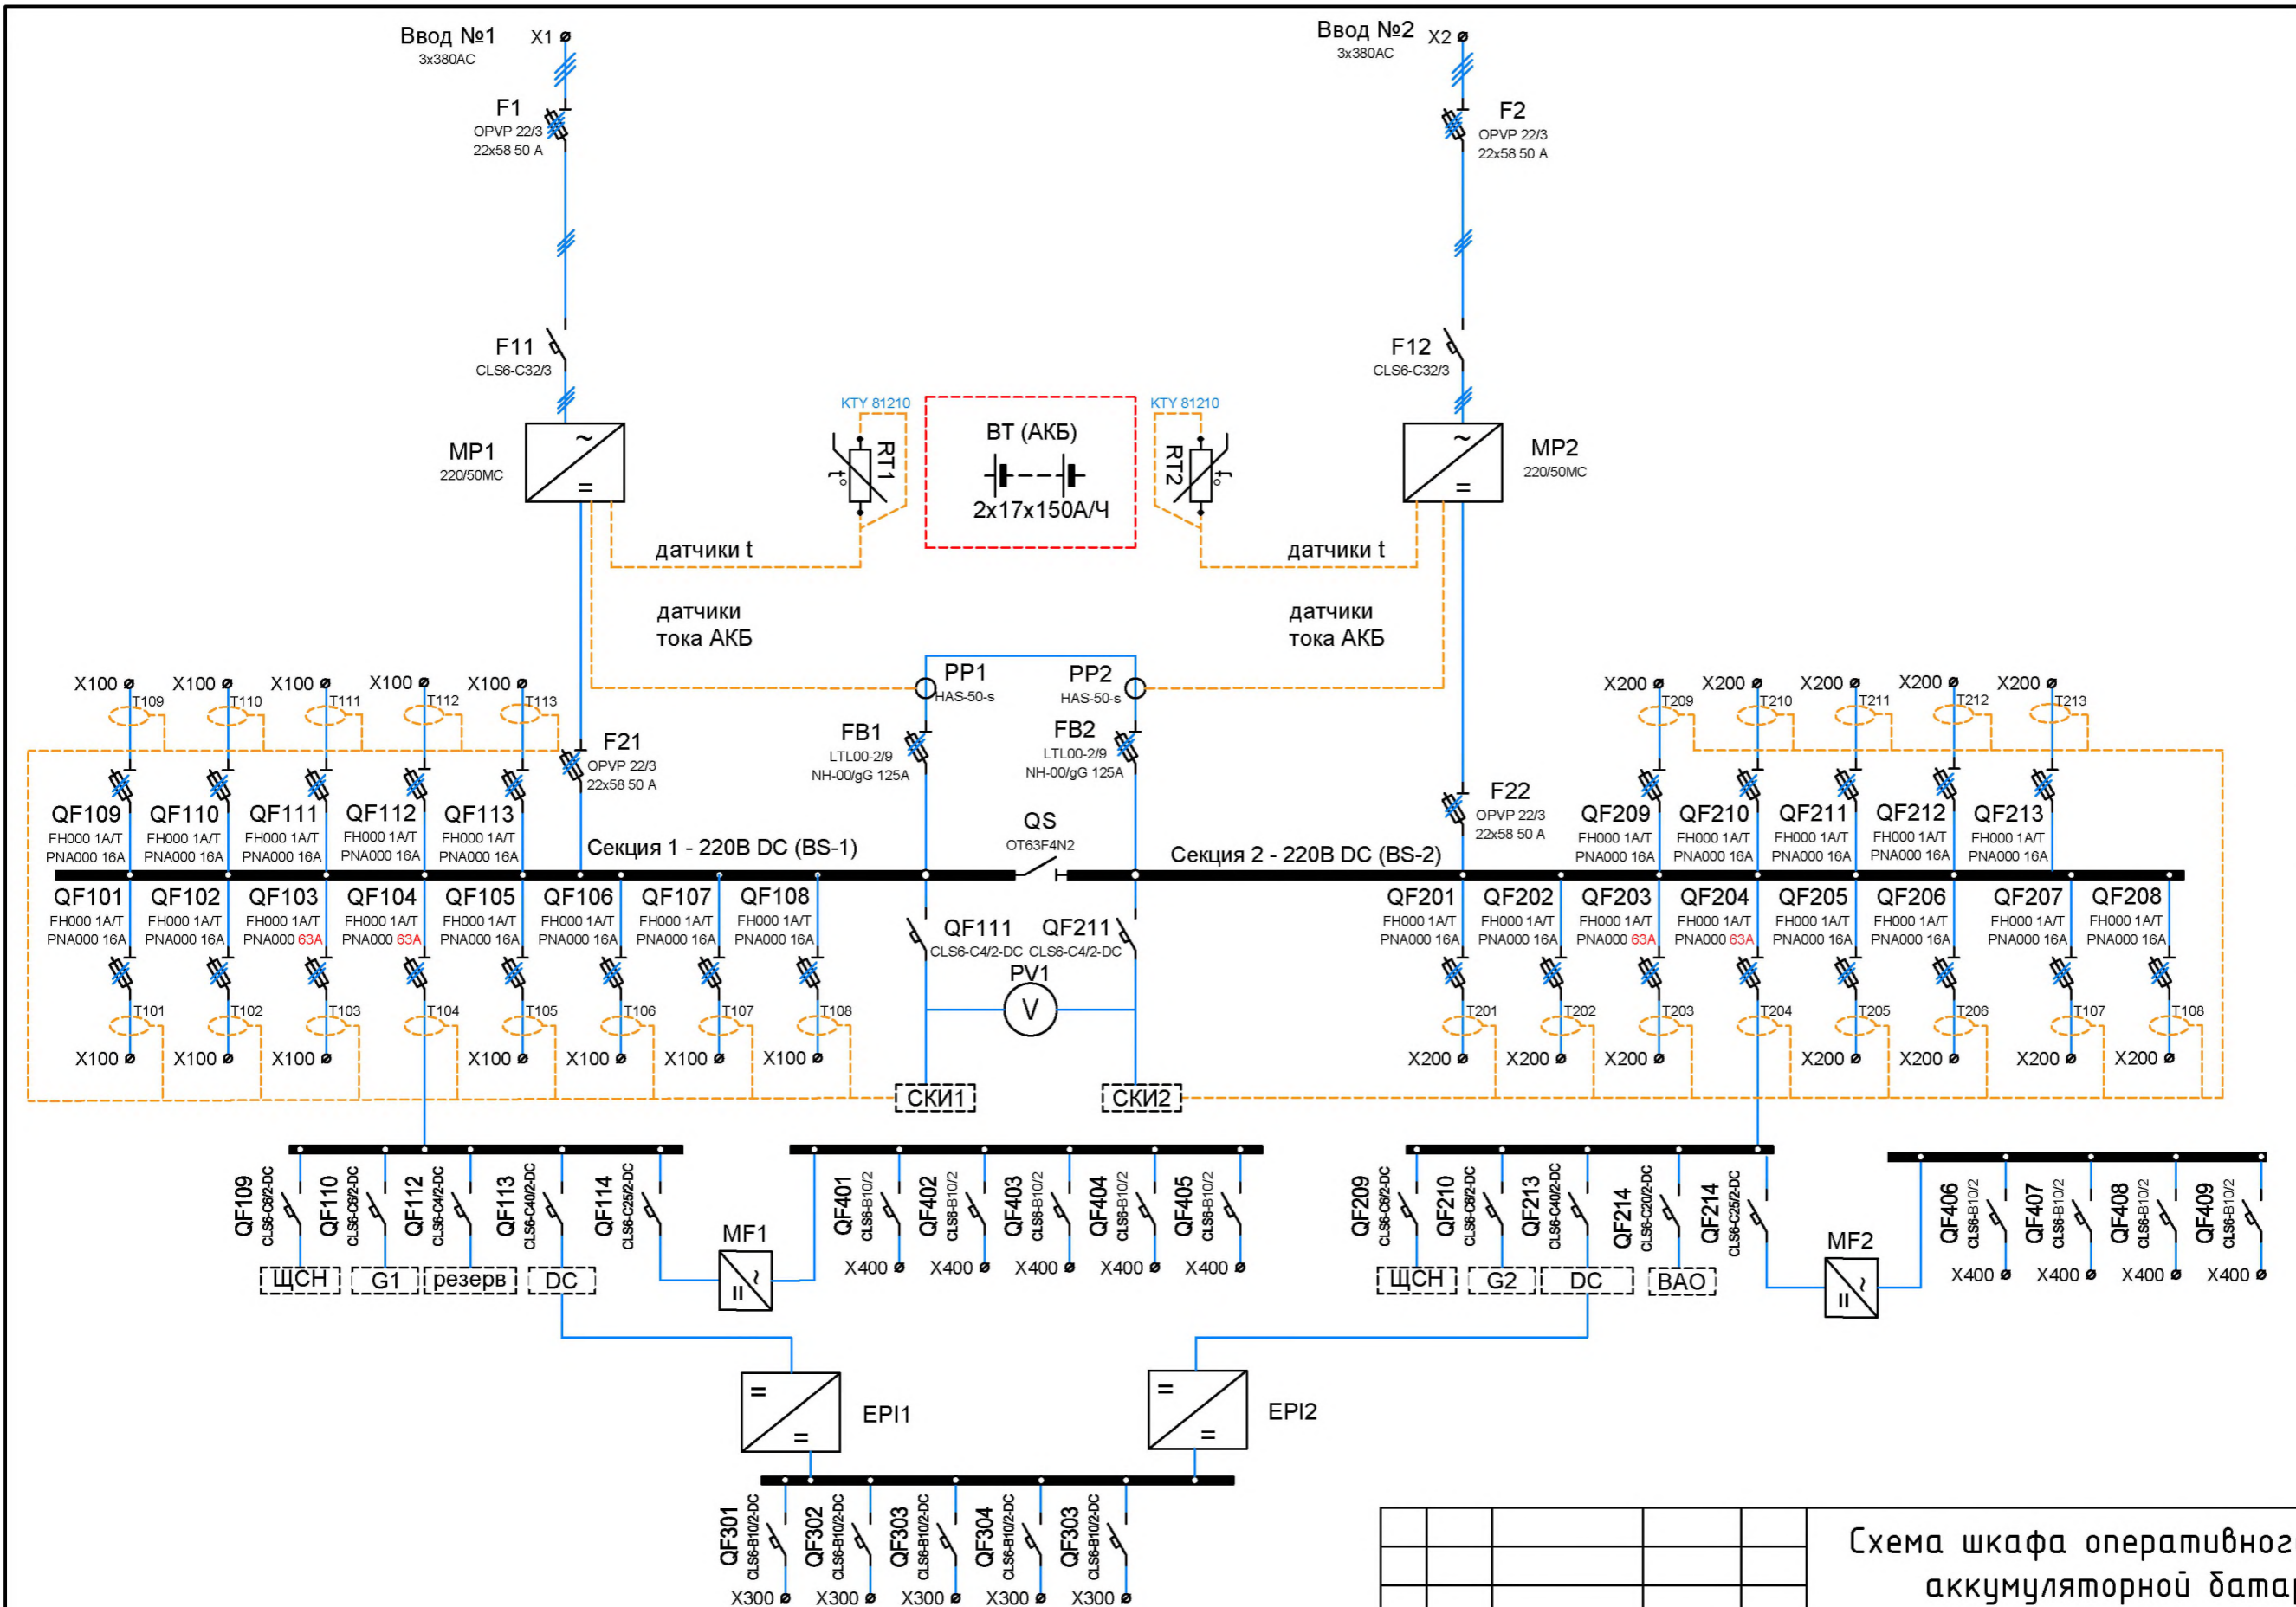 Ввод №1
3x380AC
X1
Ввод №2
3x380AC
X2
F1
OPVP 22/3
22x58 50 A
F2
OPVP 22/3
22x58 50 A
F11
CLS6-C32/3
F12
CLS6-C32/3
MP1
220/50MC
KTY 81210
RT1
t°
ВТ (АКБ)
2x17x150А/Ч
KTY 81210
RT2
t°
MP2
220/50MC
~
=
~
=
датчики t
датчики t
датчики
тока АКБ
датчики
тока АКБ
PP1
HAS-50-s
PP2
HAS-50-s
X100 X100 X100 X100 X100
T109 T110 T111 T112 T113
X200 X200 X200 X200 X200
T209 T210 T211 T212 T213
F21
OPVP 22/3
22x58 50 A
FB1
LTL00-2/9
NH-00/gG 125A
FB2
LTL00-2/9
NH-00/gG 125A
F22
OPVP 22/3
22x58 50 A
QF109 QF110 QF111 QF112 QF113
FH000 1A/T FH000 1A/T FH000 1A/T FH000 1A/T FH000 1A/T
PNA000 16A PNA000 16A PNA000 16A PNA000 16A PNA000 16A
QF209 QF210 QF211 QF212 QF213
FH000 1A/T FH000 1A/T FH000 1A/T FH000 1A/T FH000 1A/T
PNA000 16A PNA000 16A PNA000 16A PNA000 16A PNA000 16A
Секция 1 - 220В DC (BS-1)
QS
OT63F4N2
Секция 2 - 220В DC (BS-2)
QF101 QF102 QF103 QF104 QF105 QF106 QF107 QF108
FH000 1A/T FH000 1A/T FH000 1A/T FH000 1A/T FH000 1A/T FH000 1A/T FH000 1A/T FH000 1A/T
PNA000 16A PNA000 16A PNA000 63A PNA000 63A PNA000 16A PNA000 16A PNA000 16A PNA000 16A
T101 T102 T103 T104 T105 T106 T107 T108
X100 X100 X100 X100 X100 X100 X100
QF111
CLS6-C4/2-DC
QF211
CLS6-C4/2-DC
PV1
V
QF201 QF202 QF203 QF204 QF205 QF206 QF207 QF208
FH000 1A/T FH000 1A/T FH000 1A/T FH000 1A/T FH000 1A/T FH000 1A/T FH000 1A/T FH000 1A/T
PNA000 16A PNA000 16A PNA000 63A PNA000 63A PNA000 16A PNA000 16A PNA000 16A PNA000 16A
T201 T202 T203 T204 T205 T206 T107 T108
X200 X200 X200 X200 X200 X200 X200
СКИ1
СКИ2
QF109
CLS6-C6/2-DC
QF110
CLS6-C6/2-DC
QF112
CLS6-C4/2-DC
QF113
CLS6-C40/2-DC
QF114
CLS6-C25/2-DC
ЩСН
G1
резерв
DC
MF1
=
~
QF401
CLS6-B10/2
QF402
CLS6-B10/2
QF403
CLS6-B10/2
QF404
CLS6-B10/2
QF405
CLS6-B10/2
X400 X400 X400 X400 X400
QF209
CLS6-C6/2-DC
QF210
CLS6-C6/2-DC
QF213
CLS6-C40/2-DC
QF214
CLS6-C20/2-DC
QF214
CLS6-C25/2-DC
ЩСН
G2
DC
ВАО
MF2
=
~
QF406
CLS6-B10/2
QF407
CLS6-B10/2
QF408
CLS6-B10/2
QF409
CLS6-B10/2
X400 X400 X400 X400
=
=
EPI1
=
=
EPI2
QF301
CLS6-B10/2-DC
QF302
CLS6-B10/2-DC
QF303
CLS6-B10/2-DC
QF304
CLS6-B10/2-DC
QF303
CLS6-B10/2-DC
X300 X300 X300 X300 X300
Схема шкафа оперативног
аккумуляторной батар